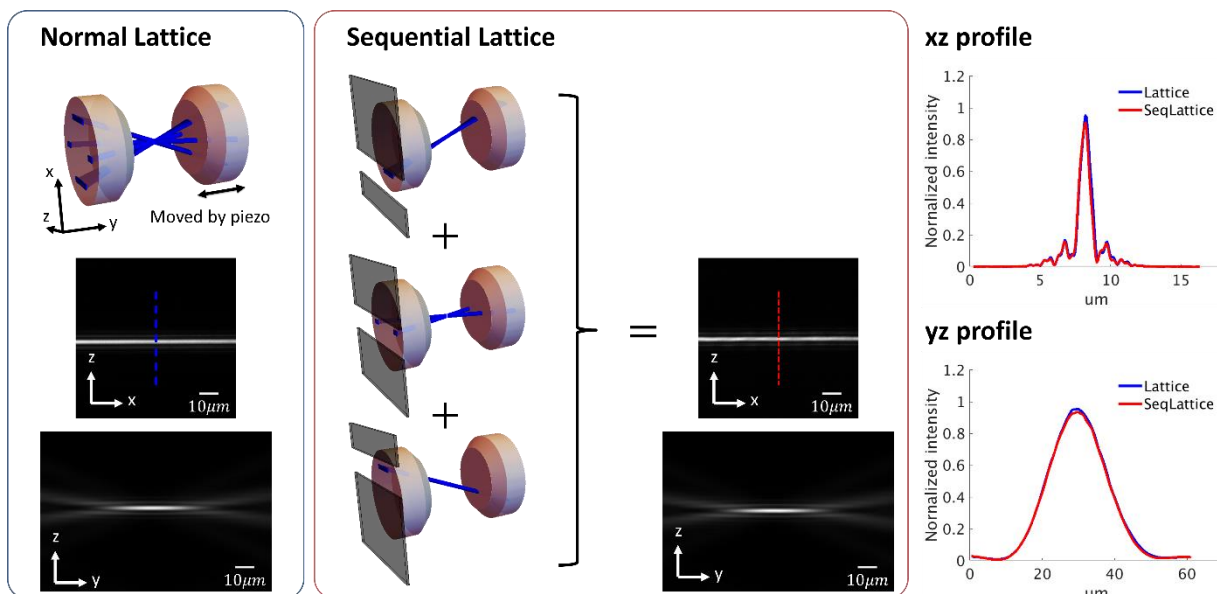 Normal Lattice
x
z
y
Moved by piezo
z
x
10μm
z
y
10μm
Sequential Lattice
+
+
=
z
x
10μm
z
y
10μm
xz profile
1.2
1
0.8
0.6
0.4
0.2
0
0 5 10 15
um
Nornalized intensity
Lattice
SeqLattice
yz profile
1.2
1
0.8
0.6
0.4
0.2
0
0 20 40 60
um
Normalized intensity
Lattice
SeqLattice